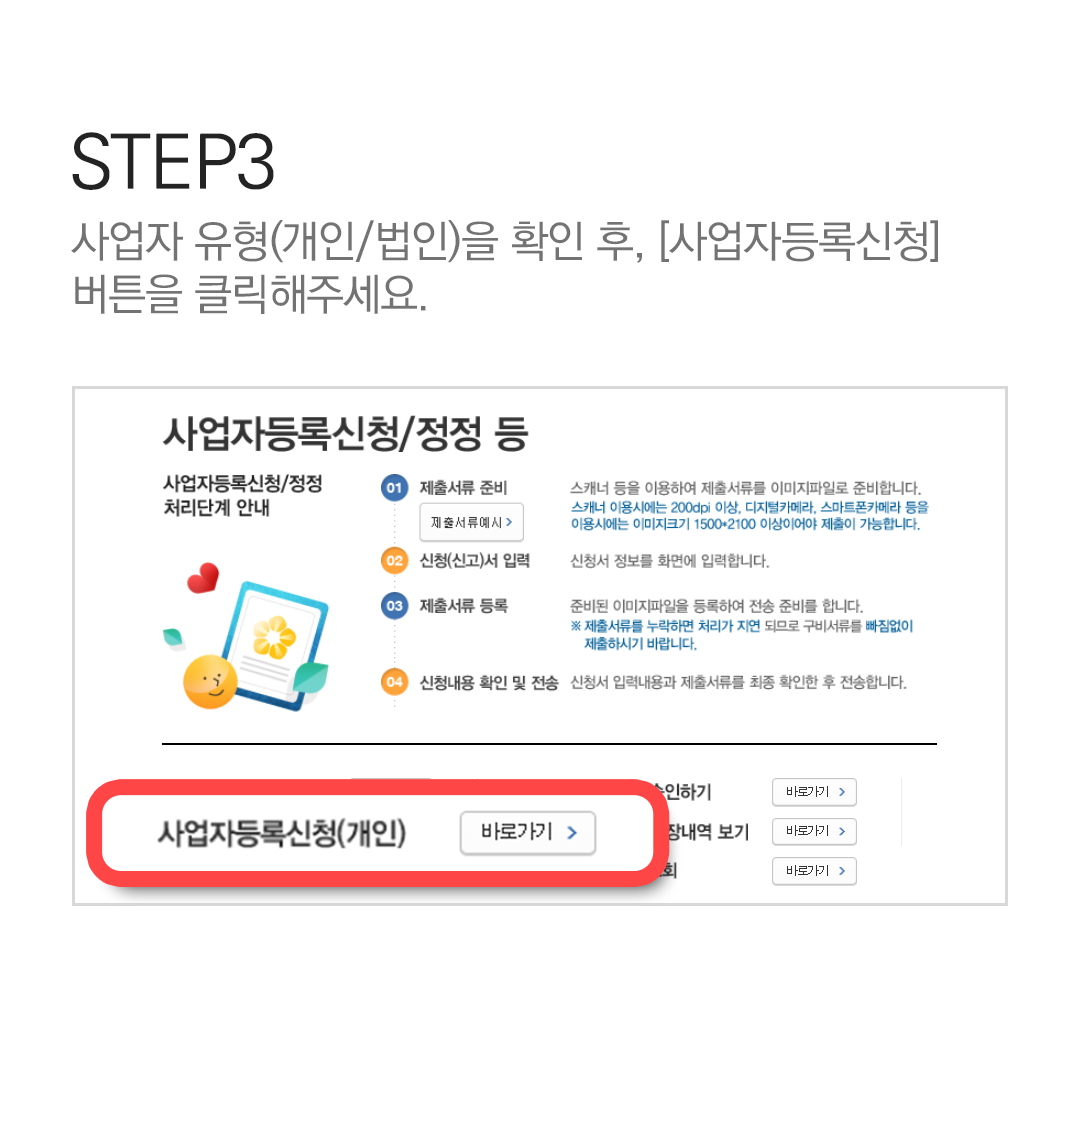 STEP3
사업자 유형(개인/법인)을 확인 후, [사업자등록신청]
버튼을 클릭해주세요.
사업자등록신청/정정 등
사업자등록신청/정정
처리단계 안내
01 제출서류 준비 스캐너 등을 이용하여 제출서류를 이미지파일로 준비합니다.
제출서류예시 >
스캐너 이용시에는 200dpi 이상, 디지털카메라, 스마트폰카메라 등을
이용시에는 이미지크기 1500*2100 이상이어야 제출이 가능합니다.
02 신청(신고)서 입력 신청서 정보를 화면에 입력합니다.
03 제출서류 등록 준비된 이미지파일을 등록하여 전송 준비를 합니다.
※ 제출서류를 누락하면 처리가 지연 되므로 구비서류를 빠짐없이
제출하시기 바랍니다.
04 신청내용 확인 및 전송 신청서 입력내용과 제출서류를 최종 확인한 후 전송합니다.
사업자등록신청(개인) 바로가기 >
인하기 바로가기 >
장내역 보기 바로가기 >
회 바로가기 >